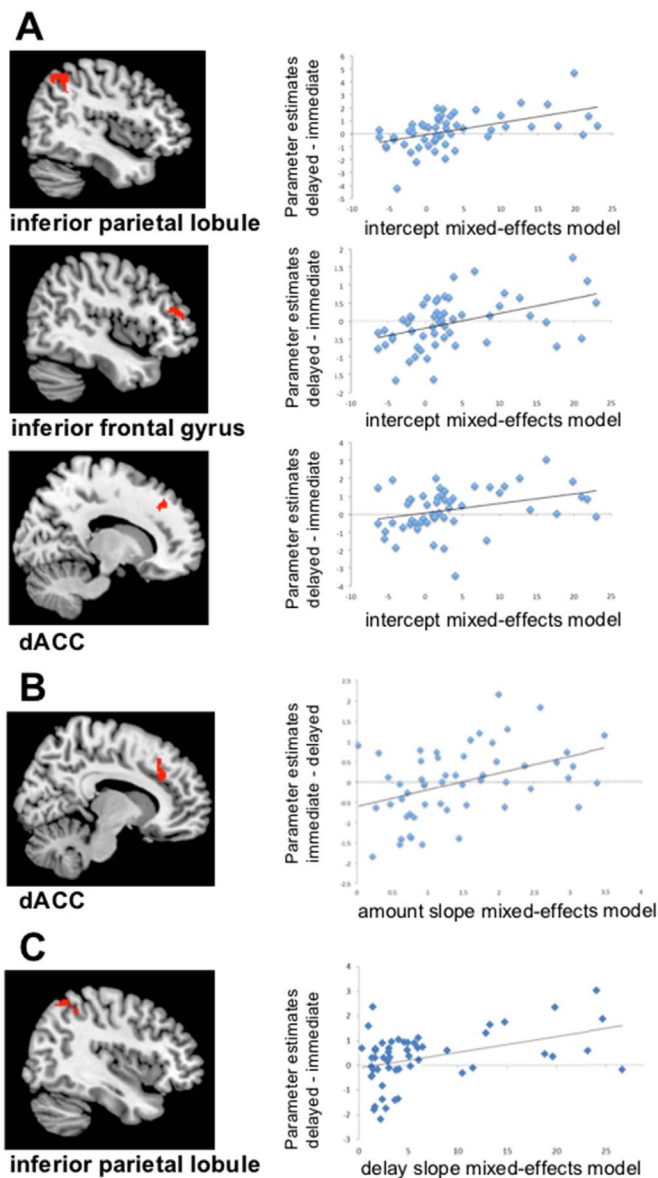 A
Parameter estimates
delayed - immediate
6
5
4
3
2
1
0
-1
-2
-3
-4
-5
-10 -5 0 5 10 15 20 25
inferior parietal lobule
intercept mixed-effects model
Parameter estimates
delayed - immediate
2
1.5
1
0.5
0
0.5
1
1.5
2
-10 -5 0 5 10 15 20 25
inferior frontal gyrus
intercept mixed-effects model
Parameter estimates
delayed - immediate
4
3
2
1
0
-1
-2
-3
-4
-10 -5 0 5 10 15 20 25
dACC
intercept mixed-effects model
B
Parameter estimates
immediate - delayed
2.5
2
1.5
1
0.5
0
-0.5
-1
-1.5
-2
-2.5
0 0.5 1 1.5 2 2.5 3 3.5 4
dACC
amount slope mixed-effects model
C
Parameter estimates
delayed - immediate
4
3
2
1
0
-1
-2
-3
0 5 10 15 20 25
inferior parietal lobule
delay slope mixed-effects model